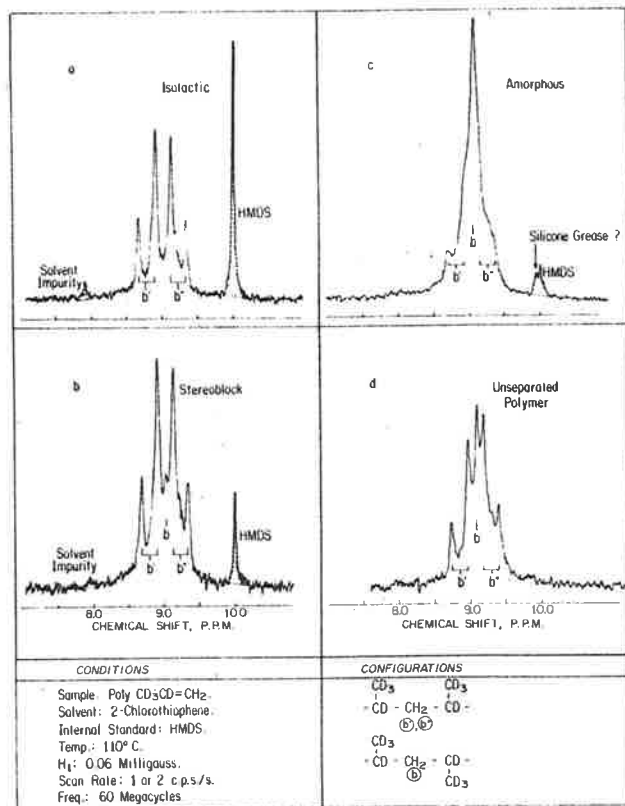 a
Isotactic
HMDS
Solvent
Impurity
b' b"
c
Amorphous
b
Silicone Grease ?
HMDS
b' b"
b
Stereoblock
b
HMDS
Solvent
Impurity
b' b"
8.0 9.0 10.0
CHEMICAL SHIFT, P.P.M.
d
Unseparated
Polymer
b
b' b"
8.0 9.0 10.0
CHEMICAL SHIFT, P.P.M.
CONDITIONS
Sample: Poly CD3CD=CH2.
Solvent: 2-Chlorothiophene.
Internal Standard: HMDS.
Temp.: 110° C.
H1: 0.06 Milligauss.
Scan Rate: 1 or 2 c.p.s./s.
Freq.: 60 Megacycles
CONFIGURATIONS
CD3 CD3
- CD - CH2 - CD -
b', b"
CD3
- CD - CH2 - CD -
b CD3